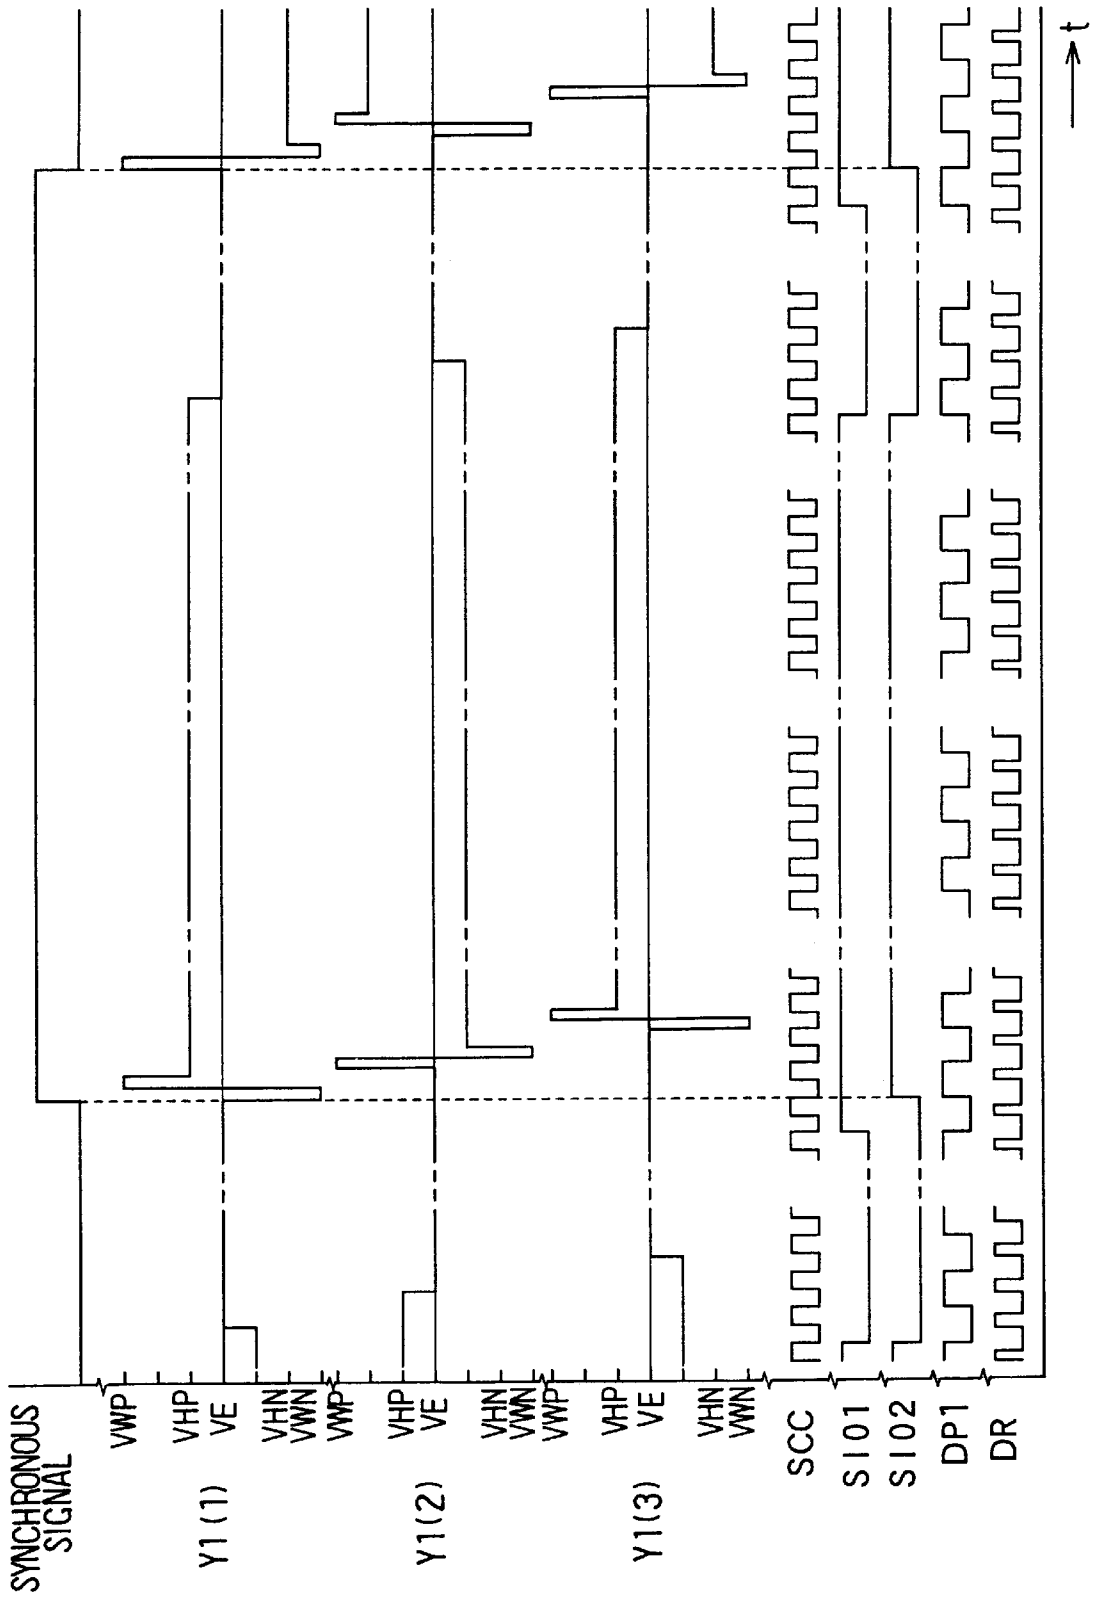 SYNCHRONOUS
SIGNAL
VWP
VHP
VE
VHN
VWN
Y1(1)
VWP
VHP
VE
VHN
VWN
Y1(2)
VWP
VHP
VE
VHN
VWN
Y1(3)
SCC
SI01
SI02
DP1
DR
t